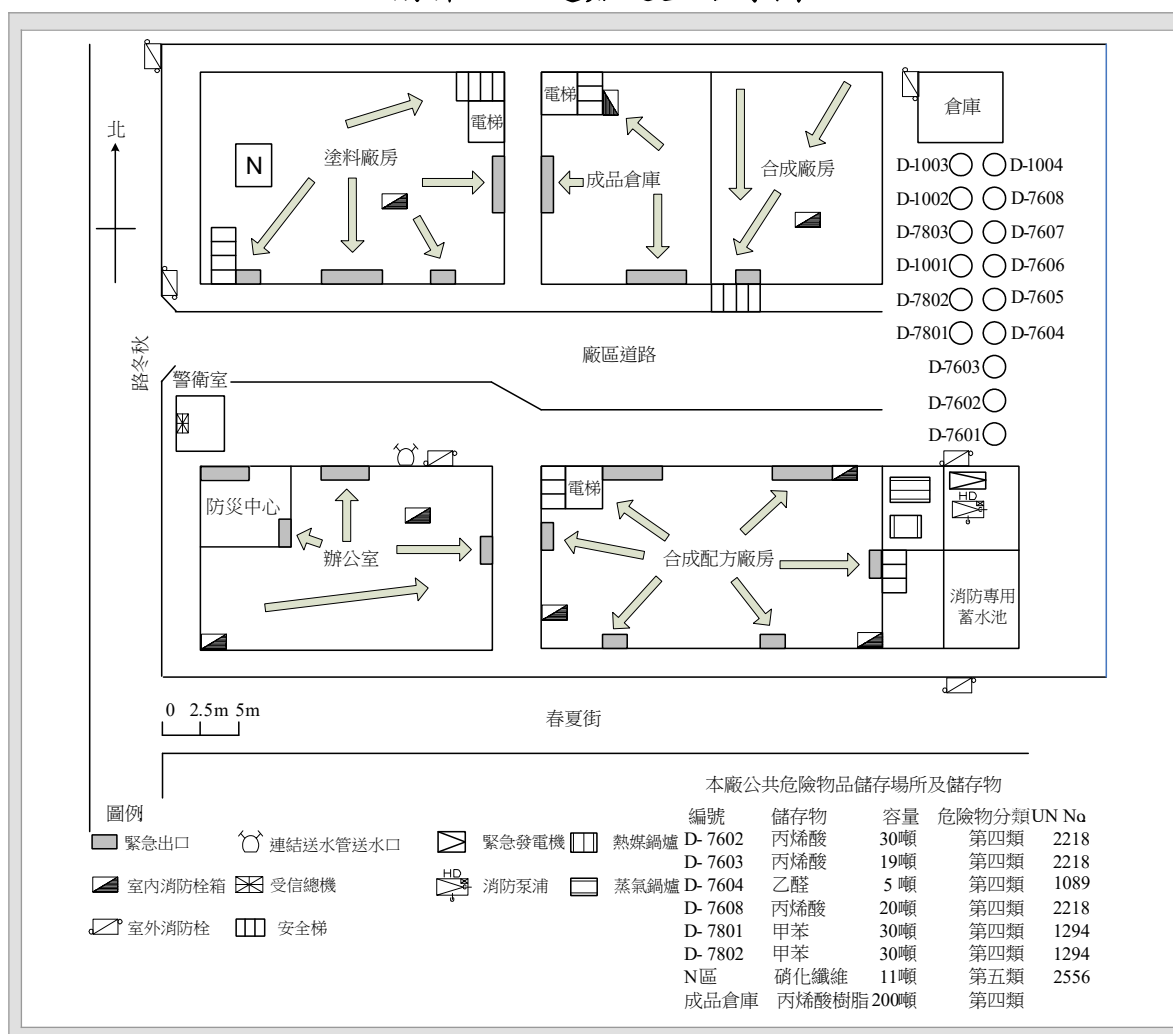 北
電梯
塗料廠房
N
電梯
成品倉庫
合成廠房
倉庫
D-1003
D-1004
D-1002
D-7608
D-7803
D-7607
D-1001
D-7606
D-7802
D-7605
D-7801
D-7604
D-7603
D-7602
D-7601
路冬秋
廠區道路
警衛室
防災中心
辦公室
電梯
合成配方廠房
HD
消防專用
蓄水池
0 2.5m 5m
春夏街
圖例
緊急出口
連結送水管送水口
緊急發電機
熱媒鍋爐
室內消防栓箱
受信總機
HD
消防泵浦
蒸氣鍋爐
室外消防栓
安全梯
本廠公共危險物品儲存場所及儲存物
編號 儲存物 容量 危險物分類 UN No
D- 7602 丙烯酸 30噸 第四類 2218
D- 7603 丙烯酸 19噸 第四類 2218
D- 7604 乙醛 5 噸 第四類 1089
D- 7608 丙烯酸 20噸 第四類 2218
D- 7801 甲苯 30噸 第四類 1294
D- 7802 甲苯 30噸 第四類 1294
N區 硝化纖維 11噸 第五類 2556
成品倉庫 丙烯酸樹脂 200噸 第四類